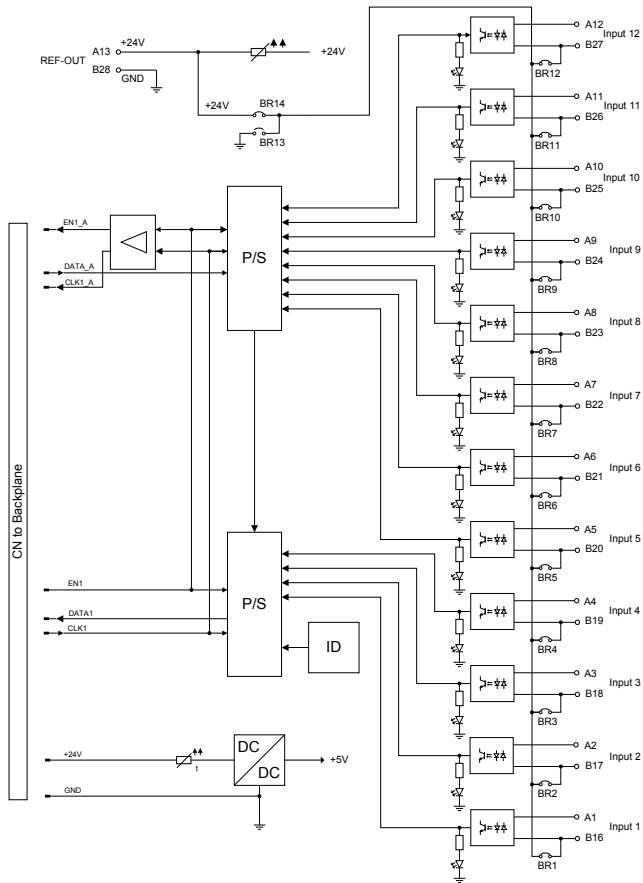 REF-OUT
A13
+24V
B28
GND
+24V
+24V
BR14
BR13
A12
Input 12
B27
BR12
A11
Input 11
B26
BR11
A10
Input 10
B25
BR10
A9
Input 9
B24
BR9
A8
Input 8
B23
BR8
A7
Input 7
B22
BR7
A6
Input 6
B21
BR6
A5
Input 5
B20
BR5
A4
Input 4
B19
BR4
A3
Input 3
B18
BR3
A2
Input 2
B17
BR2
A1
Input 1
B16
BR1
CN to Backplane
EN1_A
DATA_A
CLK1_A
P/S
EN1
DATA1
CLK1
P/S
ID
+24V
t
DC
DC
+5V
GND